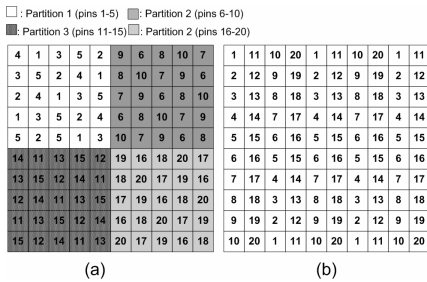 : Partition 1 (pins 1-5) : Partition 2 (pins 6-10)
: Partition 3 (pins 11-15) : Partition 2 (pins 16-20)
4 1 3 5 2 9 6 8 10 7 1 11 10 20 1 11 10 20 1 11
3 5 2 4 1 8 10 7 9 6 2 12 9 19 2 12 9 19 2 12
2 4 1 3 5 7 9 6 8 10 3 13 8 18 3 13 8 18 3 13
1 3 5 2 4 6 8 10 7 9 4 14 7 17 4 14 7 17 4 14
5 2 5 1 3 10 7 9 6 8 5 15 6 16 5 15 6 16 5 15
14 11 13 15 12 19 16 18 20 17 6 16 5 15 6 16 5 15 6 16
13 15 12 14 11 18 20 17 19 16 7 17 4 14 7 17 4 14 7 17
12 14 11 13 15 17 19 16 18 20 8 18 3 13 8 18 3 13 8 18
11 13 15 12 14 16 18 20 17 19 9 19 2 12 9 19 2 12 9 19
15 12 14 11 13 20 17 19 16 18 10 20 1 11 10 20 1 11 10 20
(a) (b)